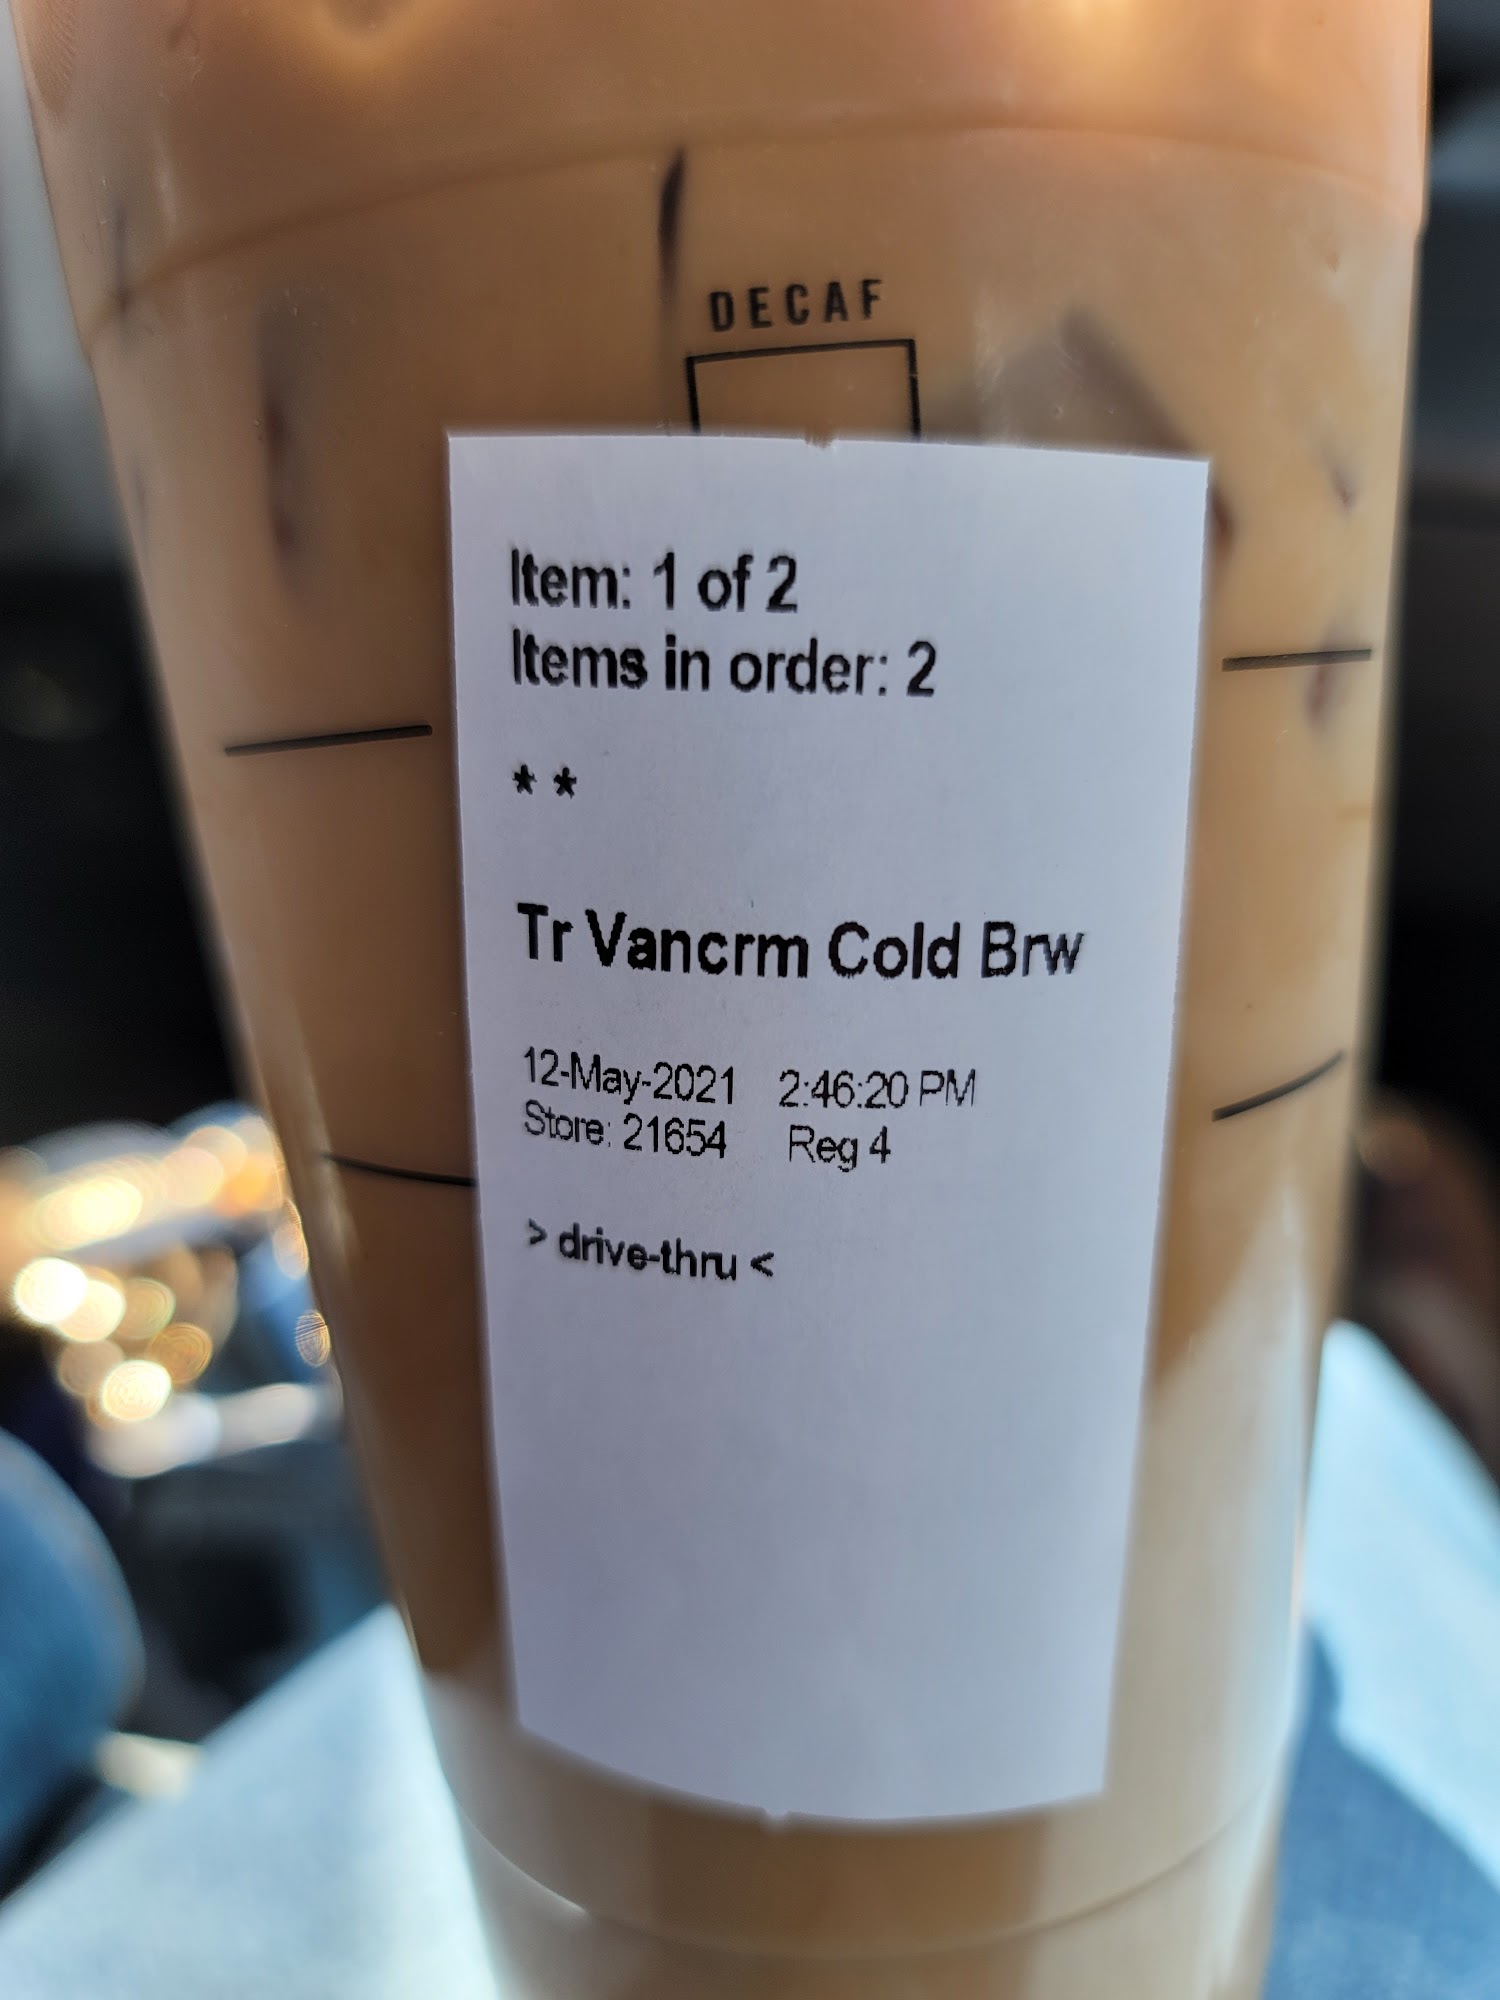 DECAF
Item: 1 of 2
Items in order: 2
* *
Tr Vancrm Cold Brw
12-May-2021 2:46:20 PM
Store: 21654 Reg 4
> drive-thru <